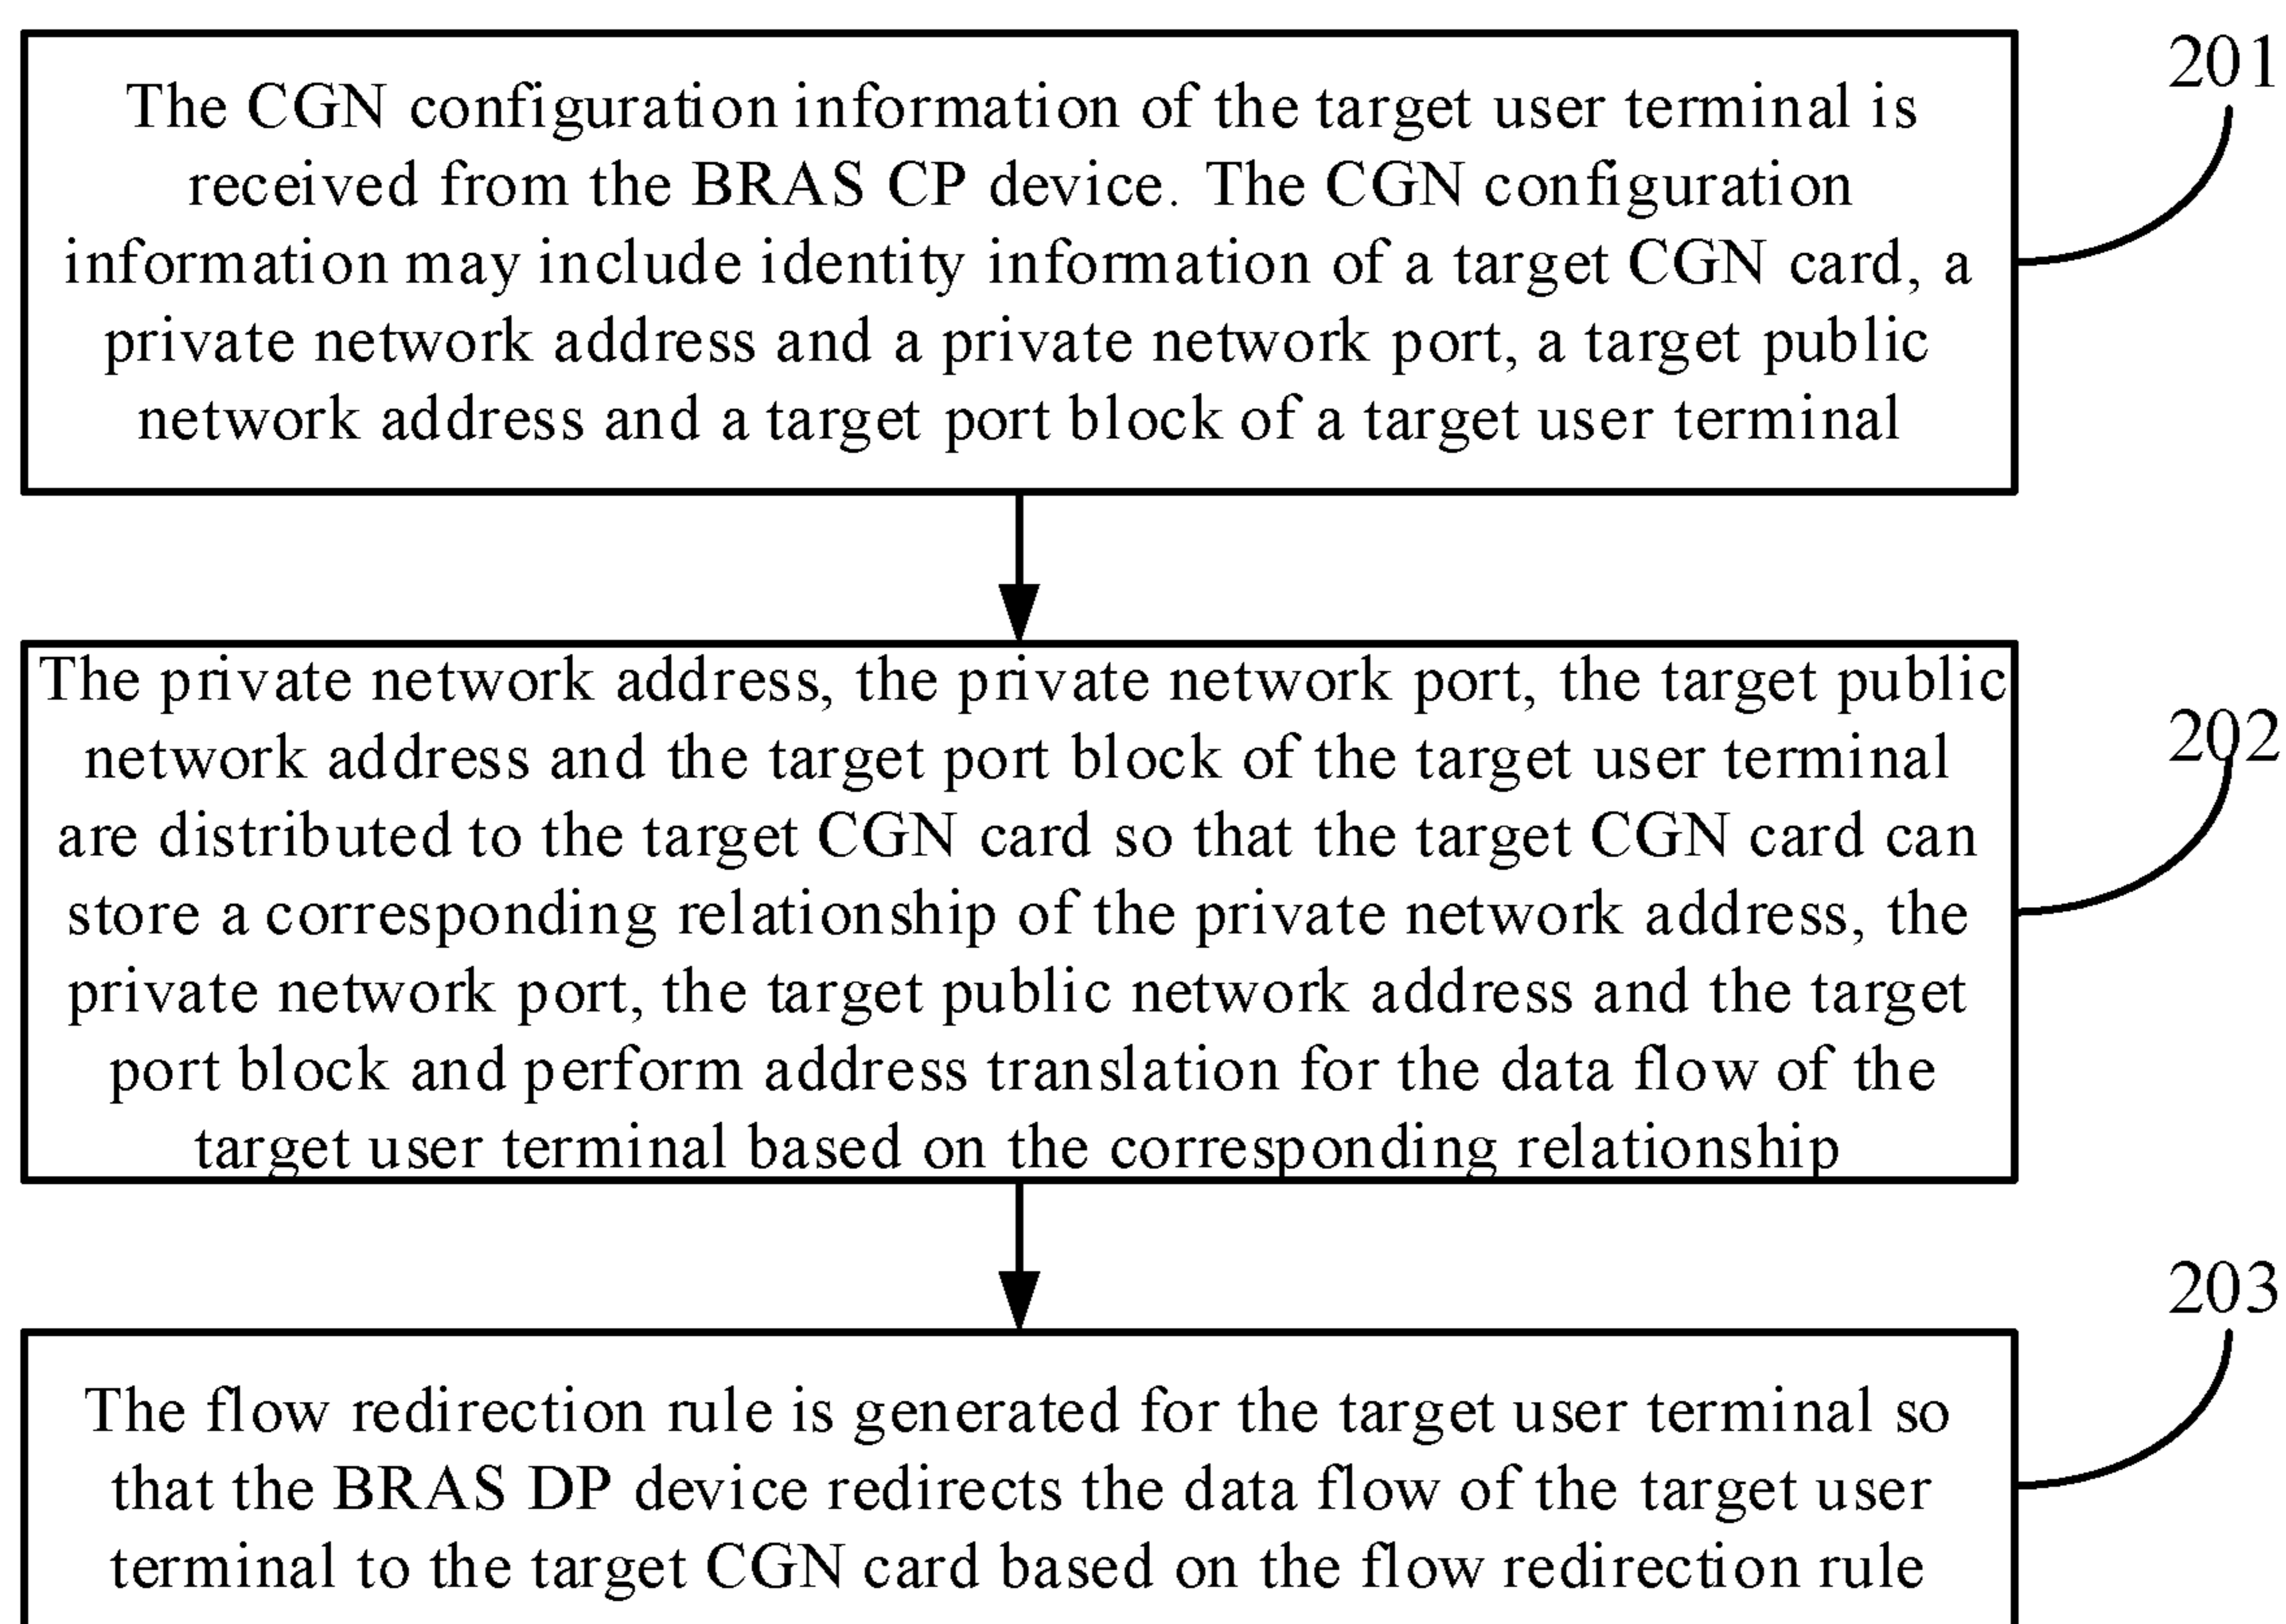 The CGN configuration information of the target user terminal is
received from the BRAS CP device. The CGN configuration
information may include identity information of a target CGN card, a
private network address and a private network port, a target public
network address and a target port block of a target user terminal
201
The private network address, the private network port, the target public
network address and the target port block of the target user terminal
are distributed to the target CGN card so that the target CGN card can
store a corresponding relationship of the private network address, the
private network port, the target public network address and the target
port block and perform address translation for the data flow of the
target user terminal based on the corresponding relationship
202
The flow redirection rule is generated for the target user terminal so
that the BRAS DP device redirects the data flow of the target user
terminal to the target CGN card based on the flow redirection rule
203